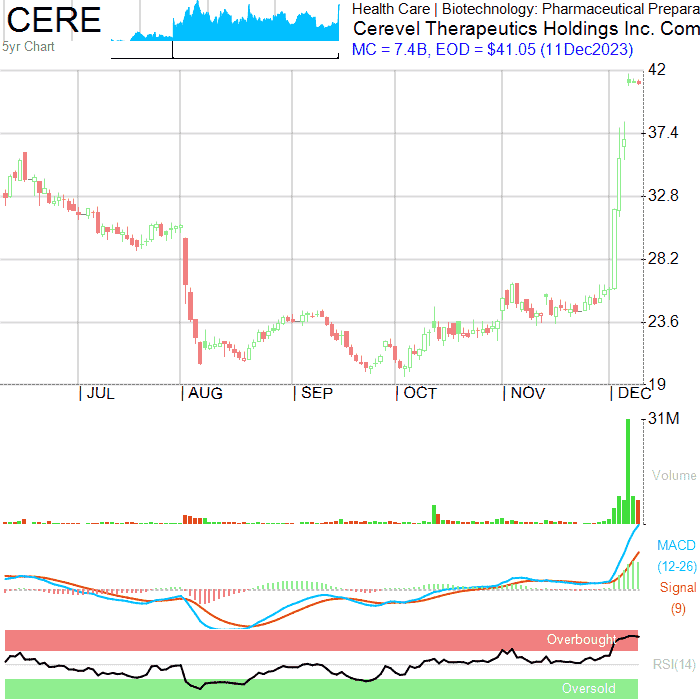 CERE
5yr Chart
Health Care | Biotechnology: Pharmaceutical Prepara
Cerevel Therapeutics Holdings Inc. Com
MC = 7.4B, EOD = $41.05 (11Dec2023)
42
37.4
32.8
28.2
23.6
19
| JUL | AUG | SEP | OCT | NOV | DEC
31M
Volume
MACD
(12-26)
Signal
(9)
Overbought
RSI(14)
Oversold